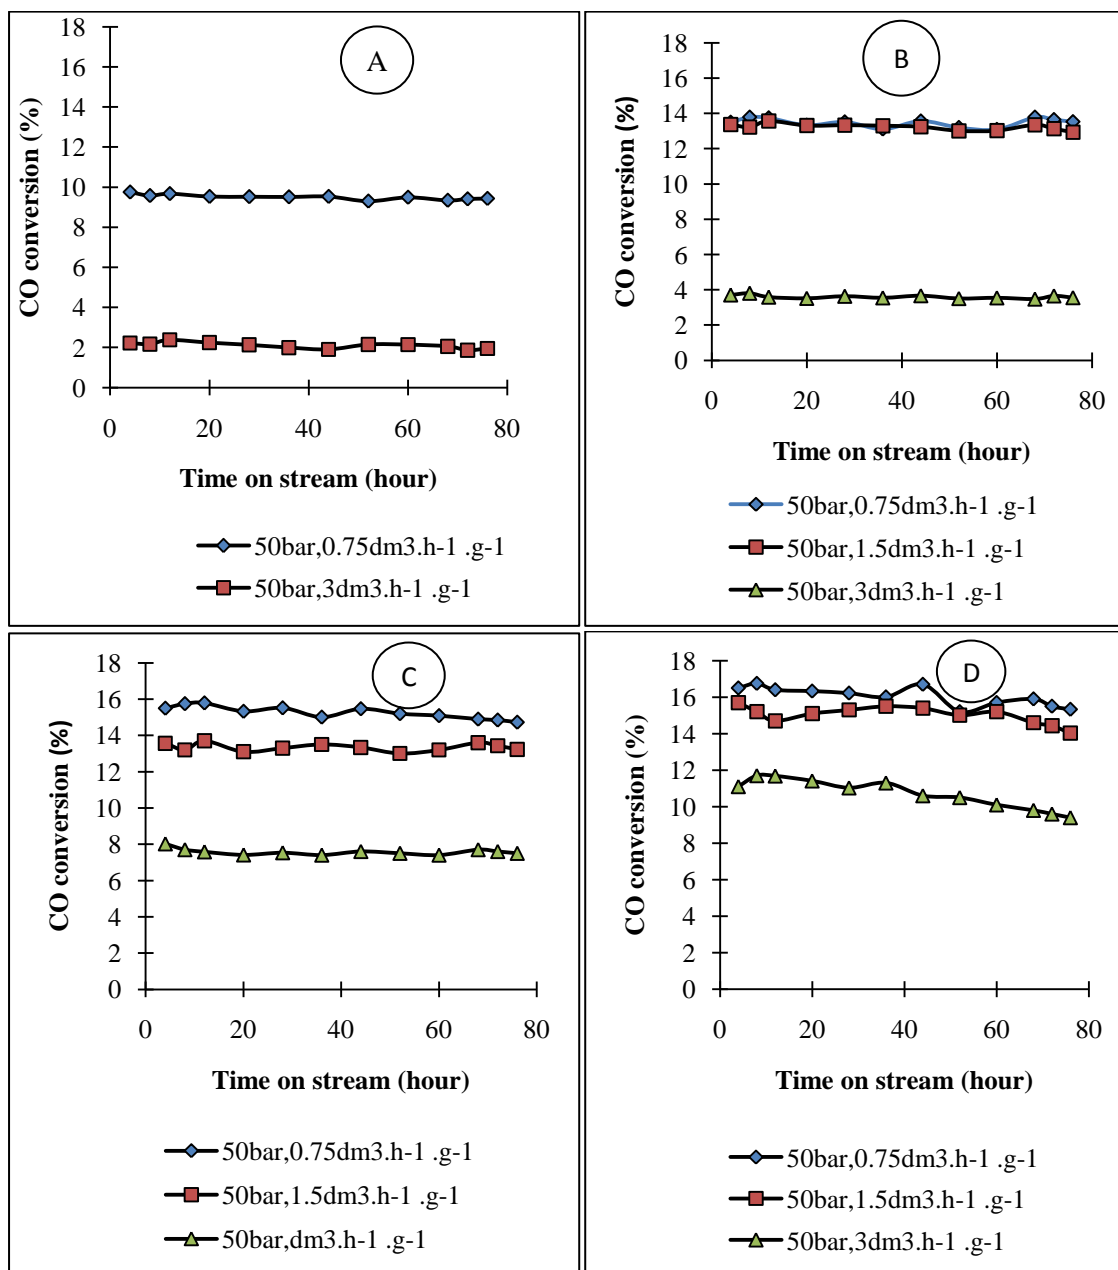 A
CO conversion (%)
18
16
14
12
10
8
6
4
2
0
0 20 40 60 80
Time on stream (hour)
50bar,0.75dm3.h-1 .g-1
50bar,3dm3.h-1 .g-1
B
CO conversion (%)
18
16
14
12
10
8
6
4
2
0
0 20 40 60 80
Time on stream (hour)
50bar,0.75dm3.h-1 .g-1
50bar,1.5dm3.h-1 .g-1
50bar,3dm3.h-1 .g-1
C
CO conversion (%)
18
16
14
12
10
8
6
4
2
0
0 20 40 60 80
Time on stream (hour)
50bar,0.75dm3.h-1 .g-1
50bar,1.5dm3.h-1 .g-1
50bar,dm3.h-1 .g-1
D
CO conversion (%)
18
16
14
12
10
8
6
4
2
0
0 20 40 60 80
Time on stream (hour)
50bar,0.75dm3.h-1 .g-1
50bar,1.5dm3.h-1 .g-1
50bar,3dm3.h-1 .g-1